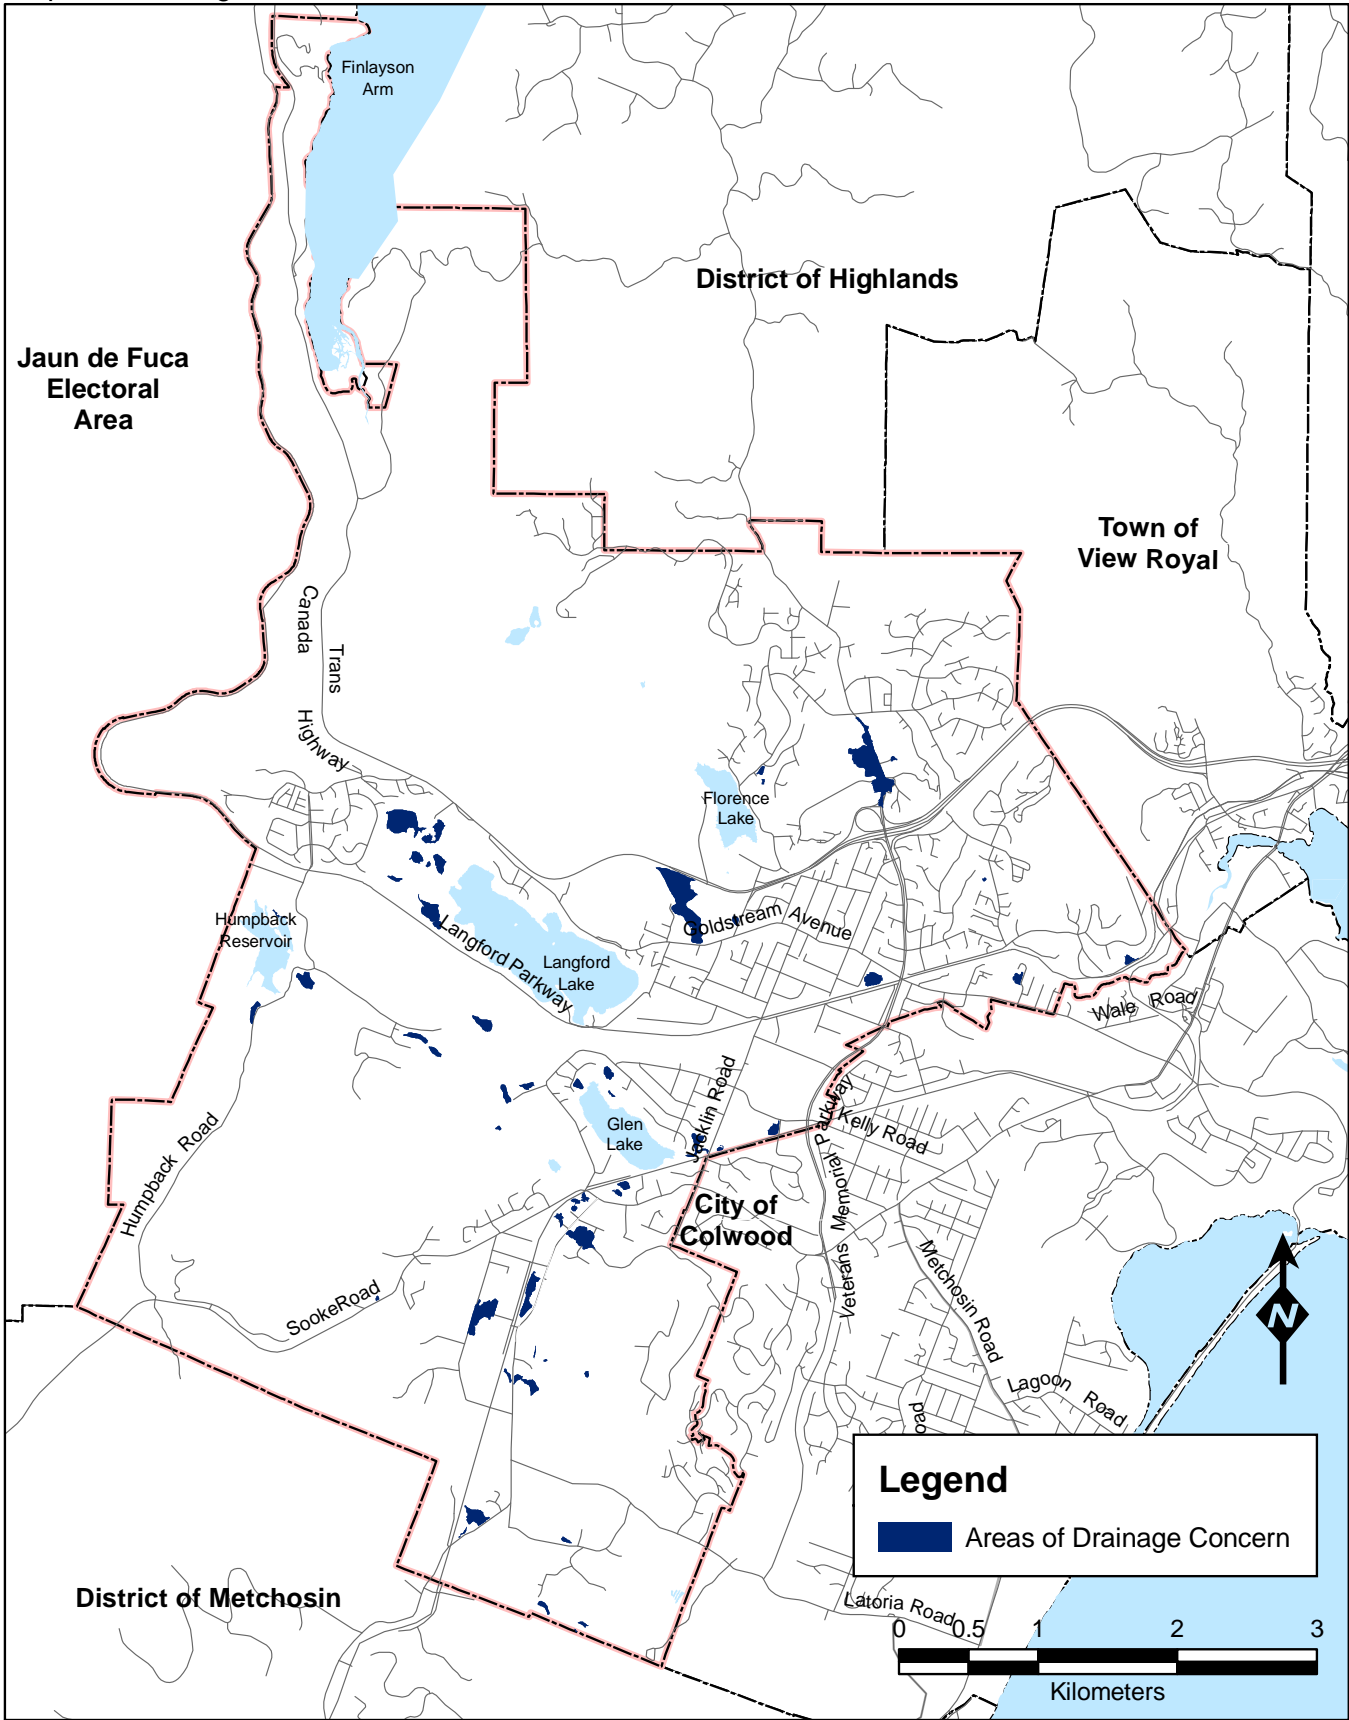 Finlayson
Arm
District of Highlands
Jaun de Fuca
Electoral
Area
Town of
View Royal
Canada
Trans
Highway
Florence
Lake
Humpback
Reservoir
Goldstream Avenue
Langford Parkway
Langford
Lake
Wale Road
Jacklin Road
Glen
Lake
Kelly Road
Humpback Road
Veterans Memorial Parkway
City of
Colwood
Metchosin Road
SookeRoad
Lagoon Road
oad
N
Legend
Areas of Drainage Concern
District of Metchosin
Latoria Road
0 0.5 1 2 3
Kilometers